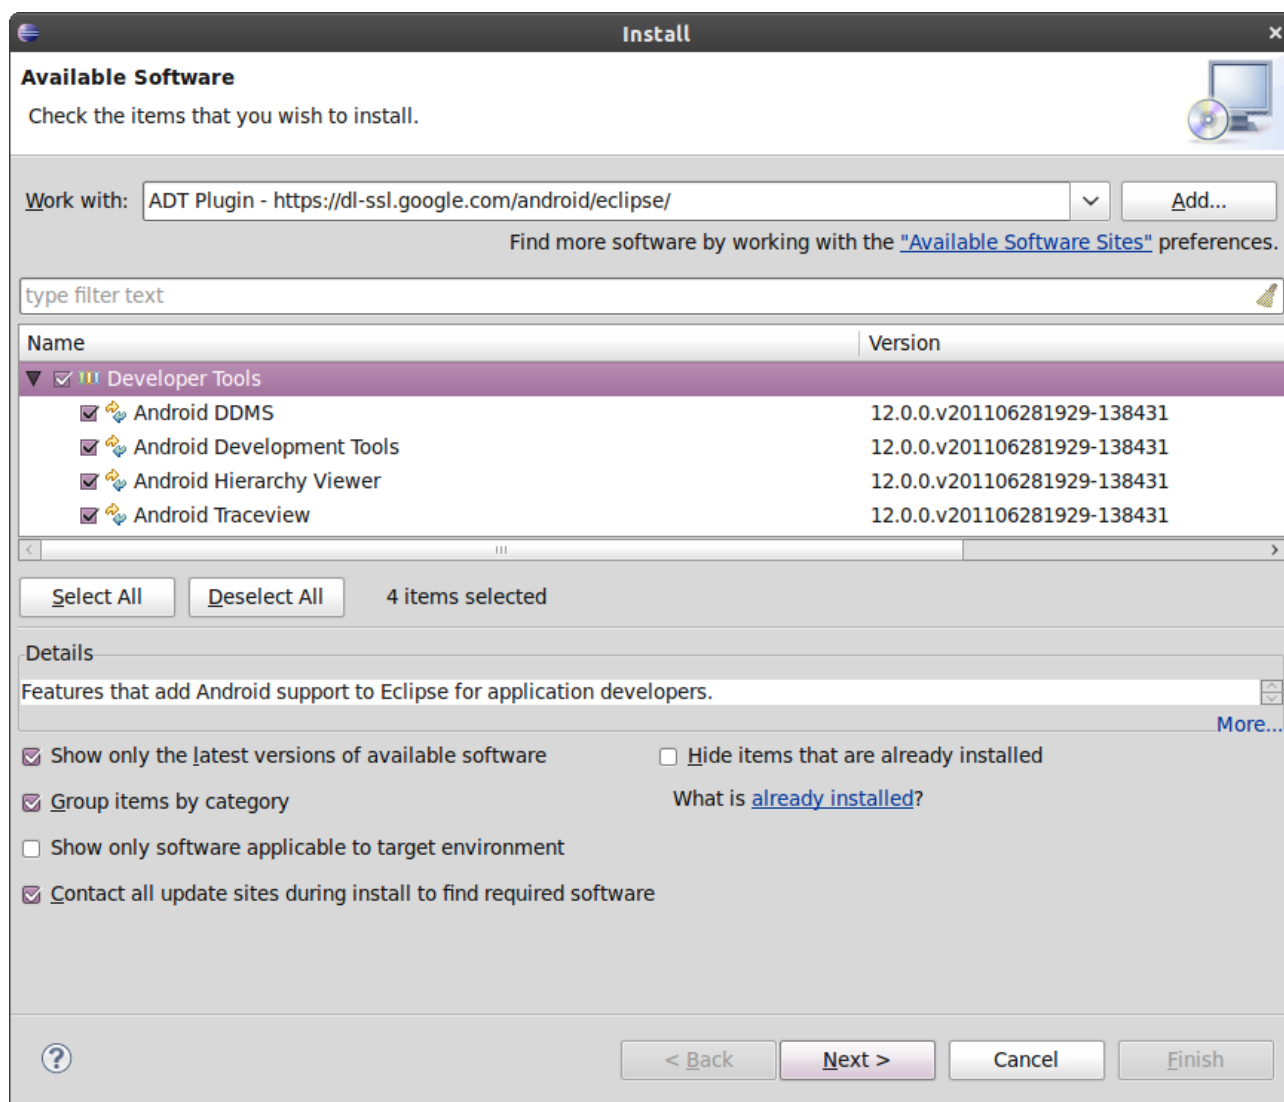 Install
Available Software
Check the items that you wish to install.
Work with: ADT Plugin - https://dl-ssl.google.com/android/eclipse/ Add...
Find more software by working with the "Available Software Sites" preferences.
type filter text
Name Version
Developer Tools
Android DDMS 12.0.0.v201106281929-138431
Android Development Tools 12.0.0.v201106281929-138431
Android Hierarchy Viewer 12.0.0.v201106281929-138431
Android Traceview 12.0.0.v201106281929-138431
Select All Deselect All 4 items selected
Details
Features that add Android support to Eclipse for application developers.
More...
Show only the latest versions of available software Hide items that are already installed
Group items by category What is already installed?
Show only software applicable to target environment
Contact all update sites during install to find required software
< Back Next > Cancel Finish